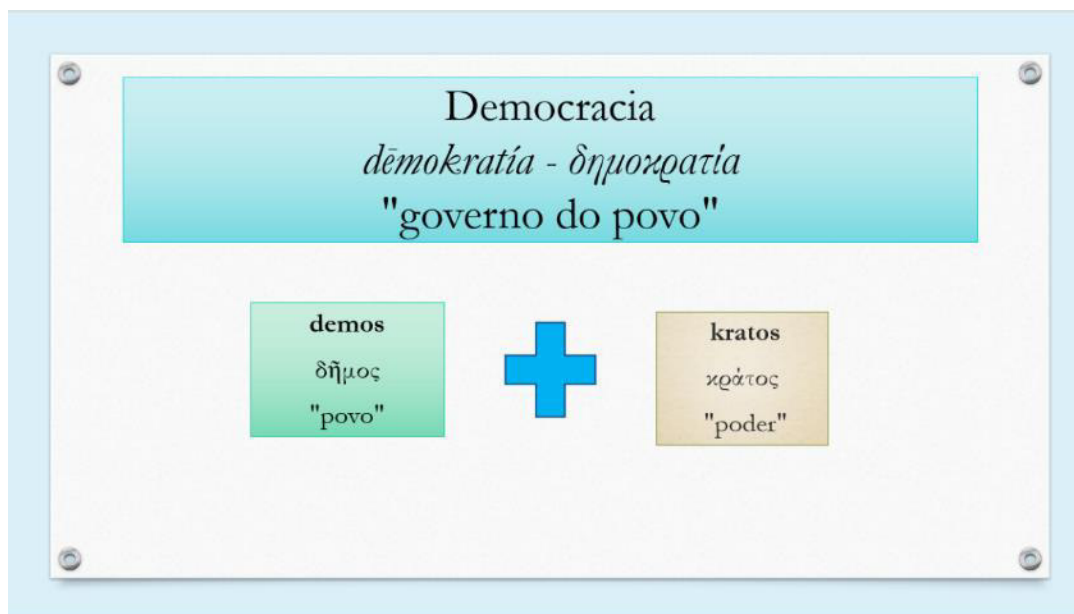 Democracia
dēmokratía - δημοκρατία
"governo do povo"
demos
δῆμος
"povo"
kratos
κράτος
"poder"